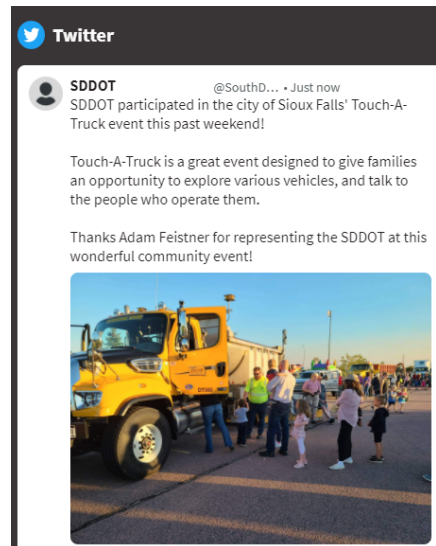 Twitter
SDDOT @SouthD... • Just now
SDDOT participated in the city of Sioux Falls' Touch-A-
Truck event this past weekend!
Touch-A-Truck is a great event designed to give families
an opportunity to explore various vehicles, and talk to
the people who operate them.
Thanks Adam Feistner for representing the SDDOT at this
wonderful community event!